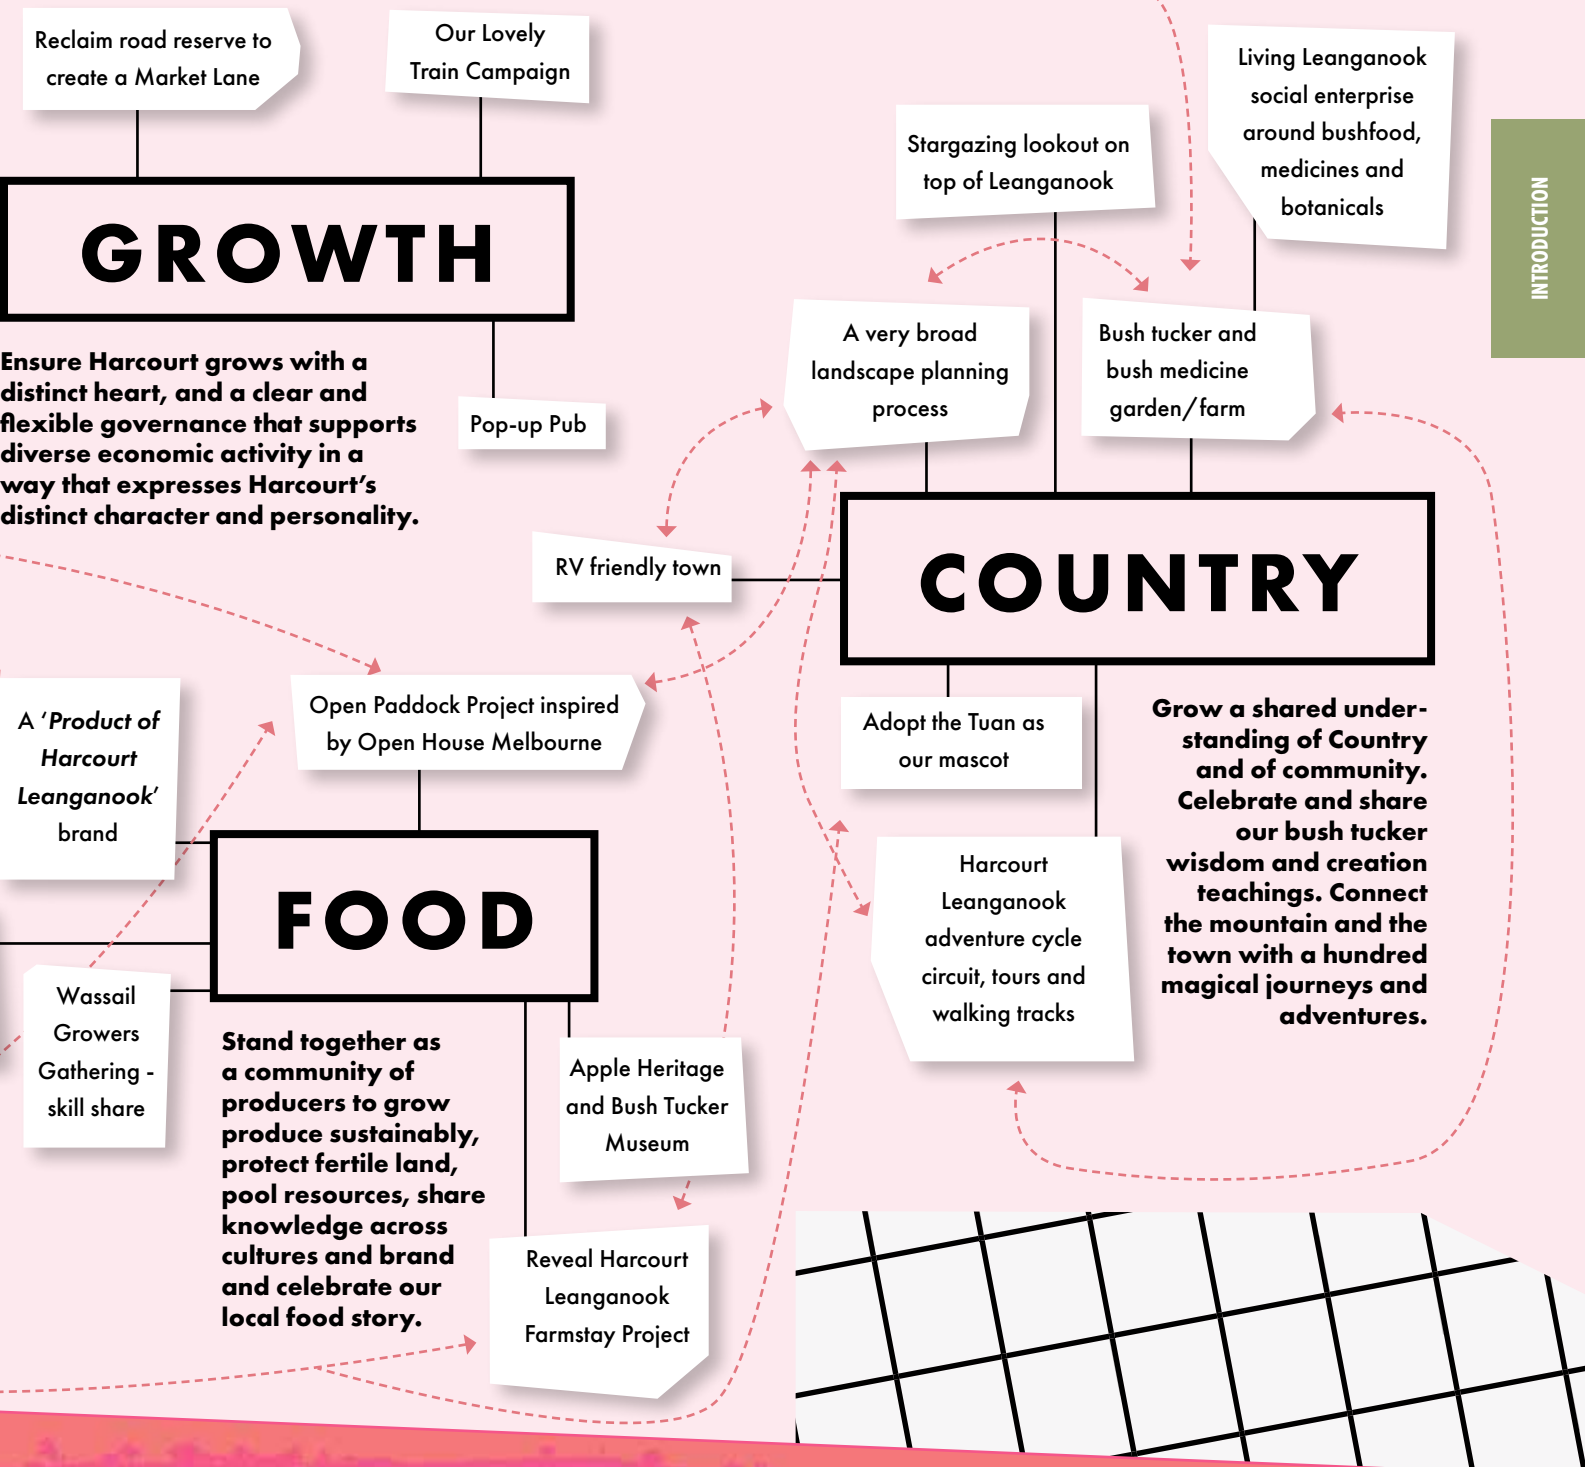 Reclaim road reserve to
create a Market Lane
Our Lovely
Train Campaign
GROWTH
Ensure Harcourt grows with a
distinct heart, and a clear and
flexible governance that supports
diverse economic activity in a
way that expresses Harcourt's
distinct character and personality.
Pop-up Pub
Stargazing lookout on
top of Leanganook
Living Leanganook
social enterprise
around bushfood,
medicines and
botanicals
INTRODUCTION
A very broad
landscape planning
process
Bush tucker and
bush medicine
garden/farm
RV friendly town
COUNTRY
Adopt the Tuan as
our mascot
Harcourt
Leanganook
adventure cycle
circuit, tours and
walking tracks
Grow a shared under-
standing of Country
and of community.
Celebrate and share
our bush tucker
wisdom and creation
teachings. Connect
the mountain and the
town with a hundred
magical journeys and
adventures.
Open Paddock Project inspired
by Open House Melbourne
A ‘Product of
Harcourt
Leanganook’
brand
FOOD
Wassail
Growers
Gathering -
skill share
Stand together as
a community of
producers to grow
produce sustainably,
protect fertile land,
pool resources, share
knowledge across
cultures and brand
and celebrate our
local food story.
Apple Heritage
and Bush Tucker
Museum
Reveal Harcourt
Leanganook
Farmstay Project